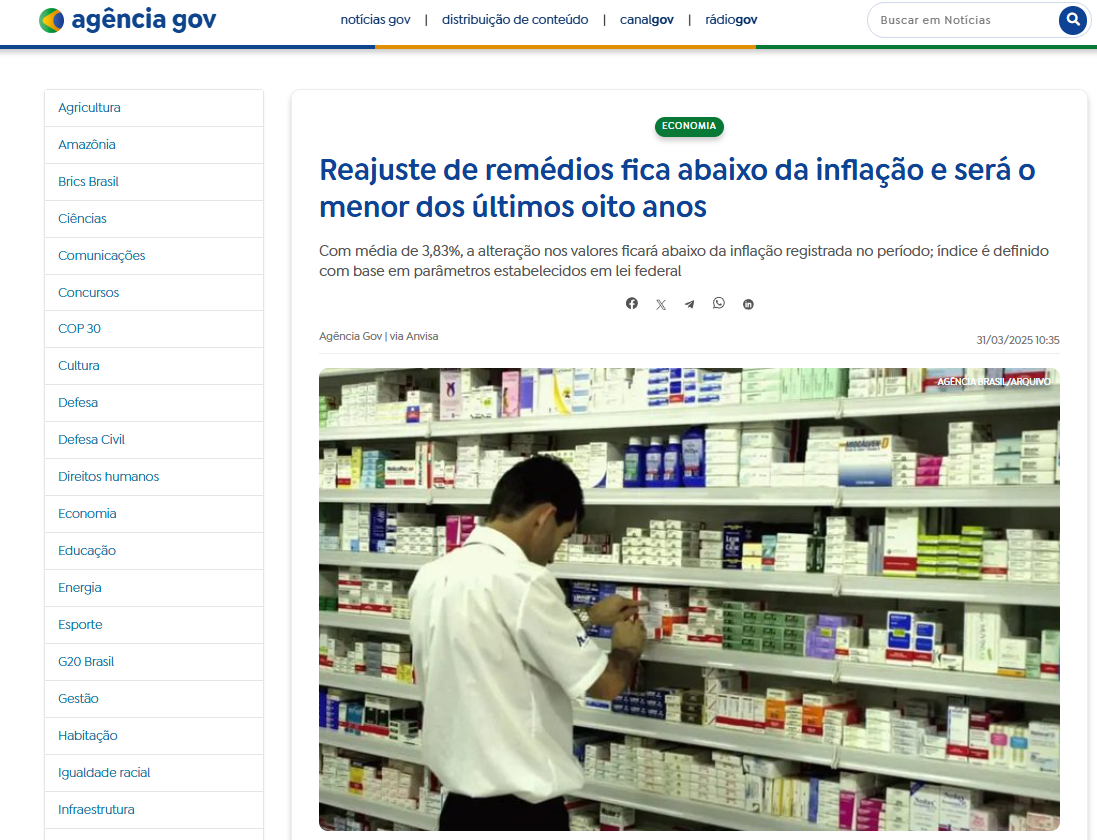 agência gov
notícias gov | distribuição de conteúdo | canalgov | rádiogov
Buscar em Notícias
Agricultura
Amazônia
Brics Brasil
Ciências
Comunicações
Concursos
COP 30
Cultura
Defesa
Defesa Civil
Direitos humanos
Economia
Educação
Energia
Esporte
G20 Brasil
Gestão
Habitação
Igualdade racial
Infraestrutura
ECONOMIA
Reajuste de remédios fica abaixo da inflação e será o
menor dos últimos oito anos
Com média de 3,83%, a alteração nos valores ficará abaixo da inflação registrada no período; índice é definido
com base em parâmetros estabelecidos em lei federal
Agência Gov | via Anvisa
31/03/2025 10:35
AGÊNCIA BRASIL/ARQUIVO